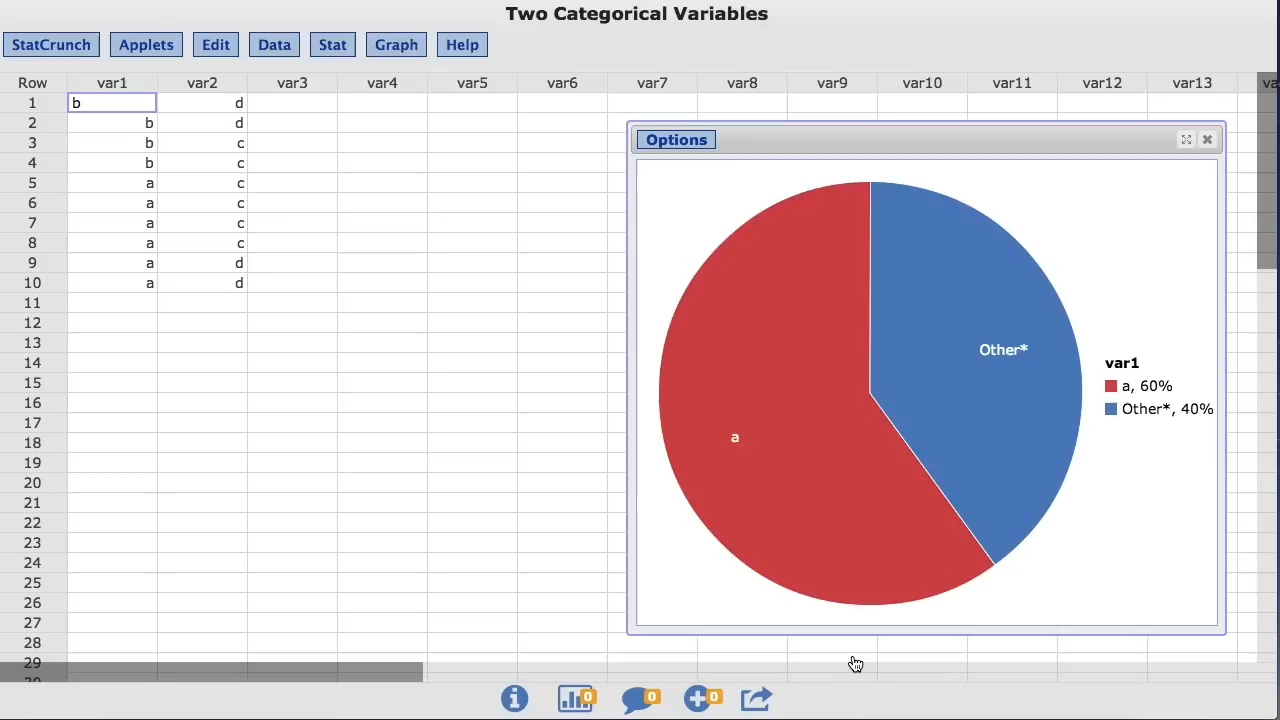 Two Categorical Variables
StatCrunch Applets Edit Data Stat Graph Help
Row var1 var2 var3 var4 var5 var6 var7 var8 var9 var10 var11 var12 var13 va
1 b d
2 b d
3 b c
4 b c
5 a c
6 a c
7 a c
8 a c
9 a d
10 a d
11
12
13
14
15
16
17
18
19
20
21
22
23
24
25
26
27
28
29
30
Options
Other*
a
var1
a, 60%
Other*, 40%
0 0 0